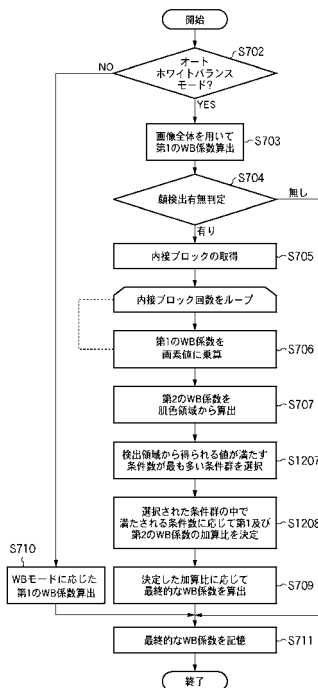 開始
S702
オート
ホワイトバランス
モード?
NO
YES
画像全体を用いて
第1のWB係数算出
S703
S704
顔検出有無判定
無し
有り
内接ブロックの取得
S705
内接ブロック回数をループ
第1のWB係数を
画素値に乗算
S706
第2のWB係数を
肌色領域から算出
S707
検出領域から得られる値が満たす
条件数が最も多い条件群を選択
S1207
選択された条件群の中で
満たされる条件数に応じて第1及び
第2のWB係数の加算比を決定
S1208
S710
WBモードに応じた
第1のWB係数算出
決定した加算比に応じて
最終的なWB係数を算出
S709
最終的なWB係数を記憶
S711
終了